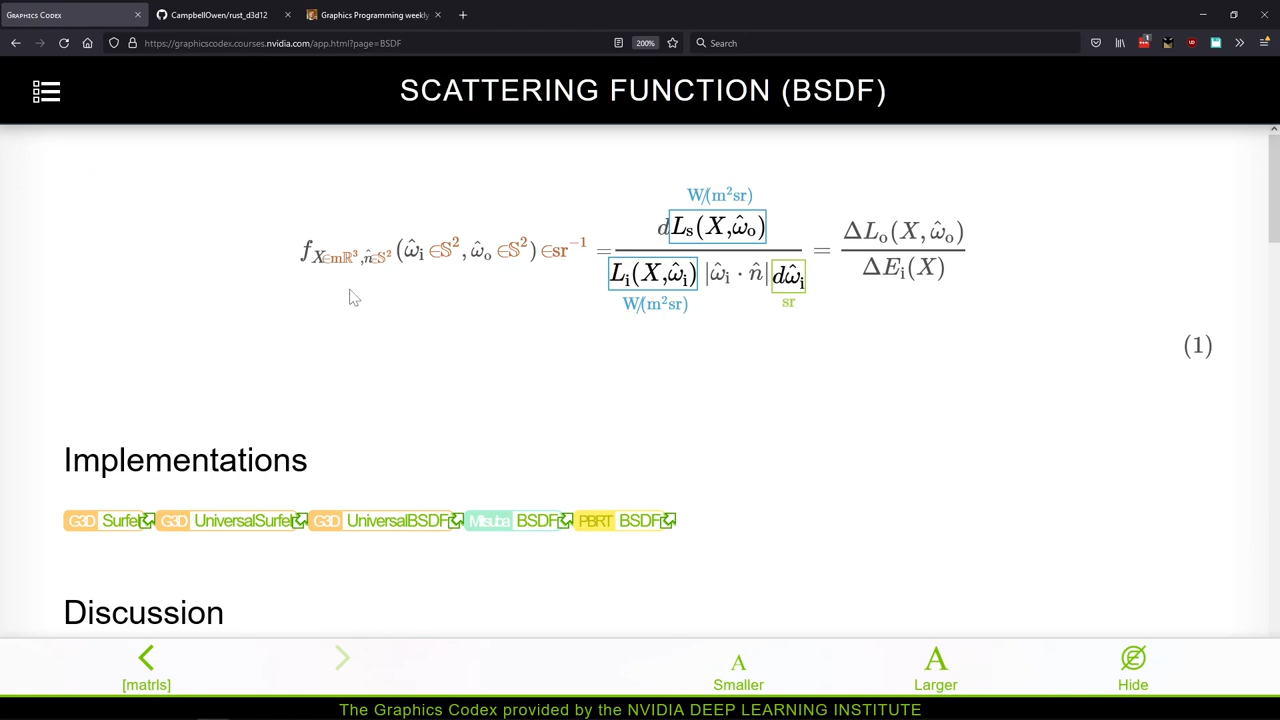 GRAPHICS CODEX
CampbellOwen/rust_d3d12
Graphics Programming weekly
https://graphicscodex.courses.nvidia.com/app.html?page=BSDF
200%
Search
SCATTERING FUNCTION (BSDF)
W/(m²sr)
f_{X∈mℝ³,n̂∈𝕊²}(ω̂ᵢ∈𝕊², ω̂ₒ∈𝕊²)∈sr⁻¹ = dLₛ(X,ω̂ₒ) / Lᵢ(X,ω̂ᵢ) |ω̂ᵢ · n̂| dω̂ᵢ = ΔLₒ(X, ω̂ₒ) / ΔEᵢ(X)
W/(m²sr) sr
(1)
Implementations
G3D Surfel G3D UniversalSurfel G3D UniversalBSDF Mitsuba BSDF PBRT BSDF
Discussion
[matrls]
A Smaller
A Larger
Hide
The Graphics Codex provided by the NVIDIA DEEP LEARNING INSTITUTE